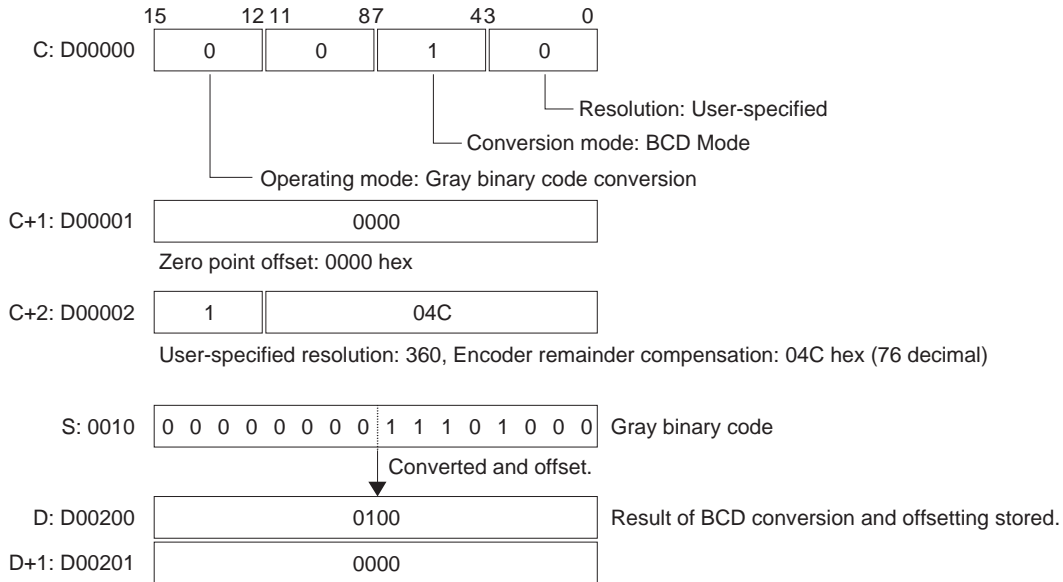 15 12 11 87 43 0
C: D00000 0 0 1 0
Resolution: User-specified
Conversion mode: BCD Mode
Operating mode: Gray binary code conversion
C+1: D00001 0000
Zero point offset: 0000 hex
C+2: D00002 1 04C
User-specified resolution: 360, Encoder remainder compensation: 04C hex (76 decimal)
S: 0010 0 0 0 0 0 0 0 0 1 1 1 0 1 0 0 0 Gray binary code
Converted and offset.
D: D00200 0100 Result of BCD conversion and offsetting stored.
D+1: D00201 0000